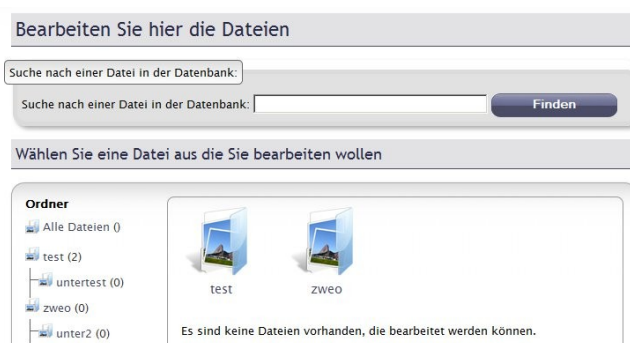 Bearbeiten Sie hier die Dateien
Suche nach einer Datei in der Datenbank:
Suche nach einer Datei in der Datenbank:
Finden
Wählen Sie eine Datei aus die Sie bearbeiten wollen
Ordner
Alle Dateien ()
test (2)
untertest (0)
zweo (0)
unter2 (0)
test
zweo
Es sind keine Dateien vorhanden, die bearbeitet werden können.